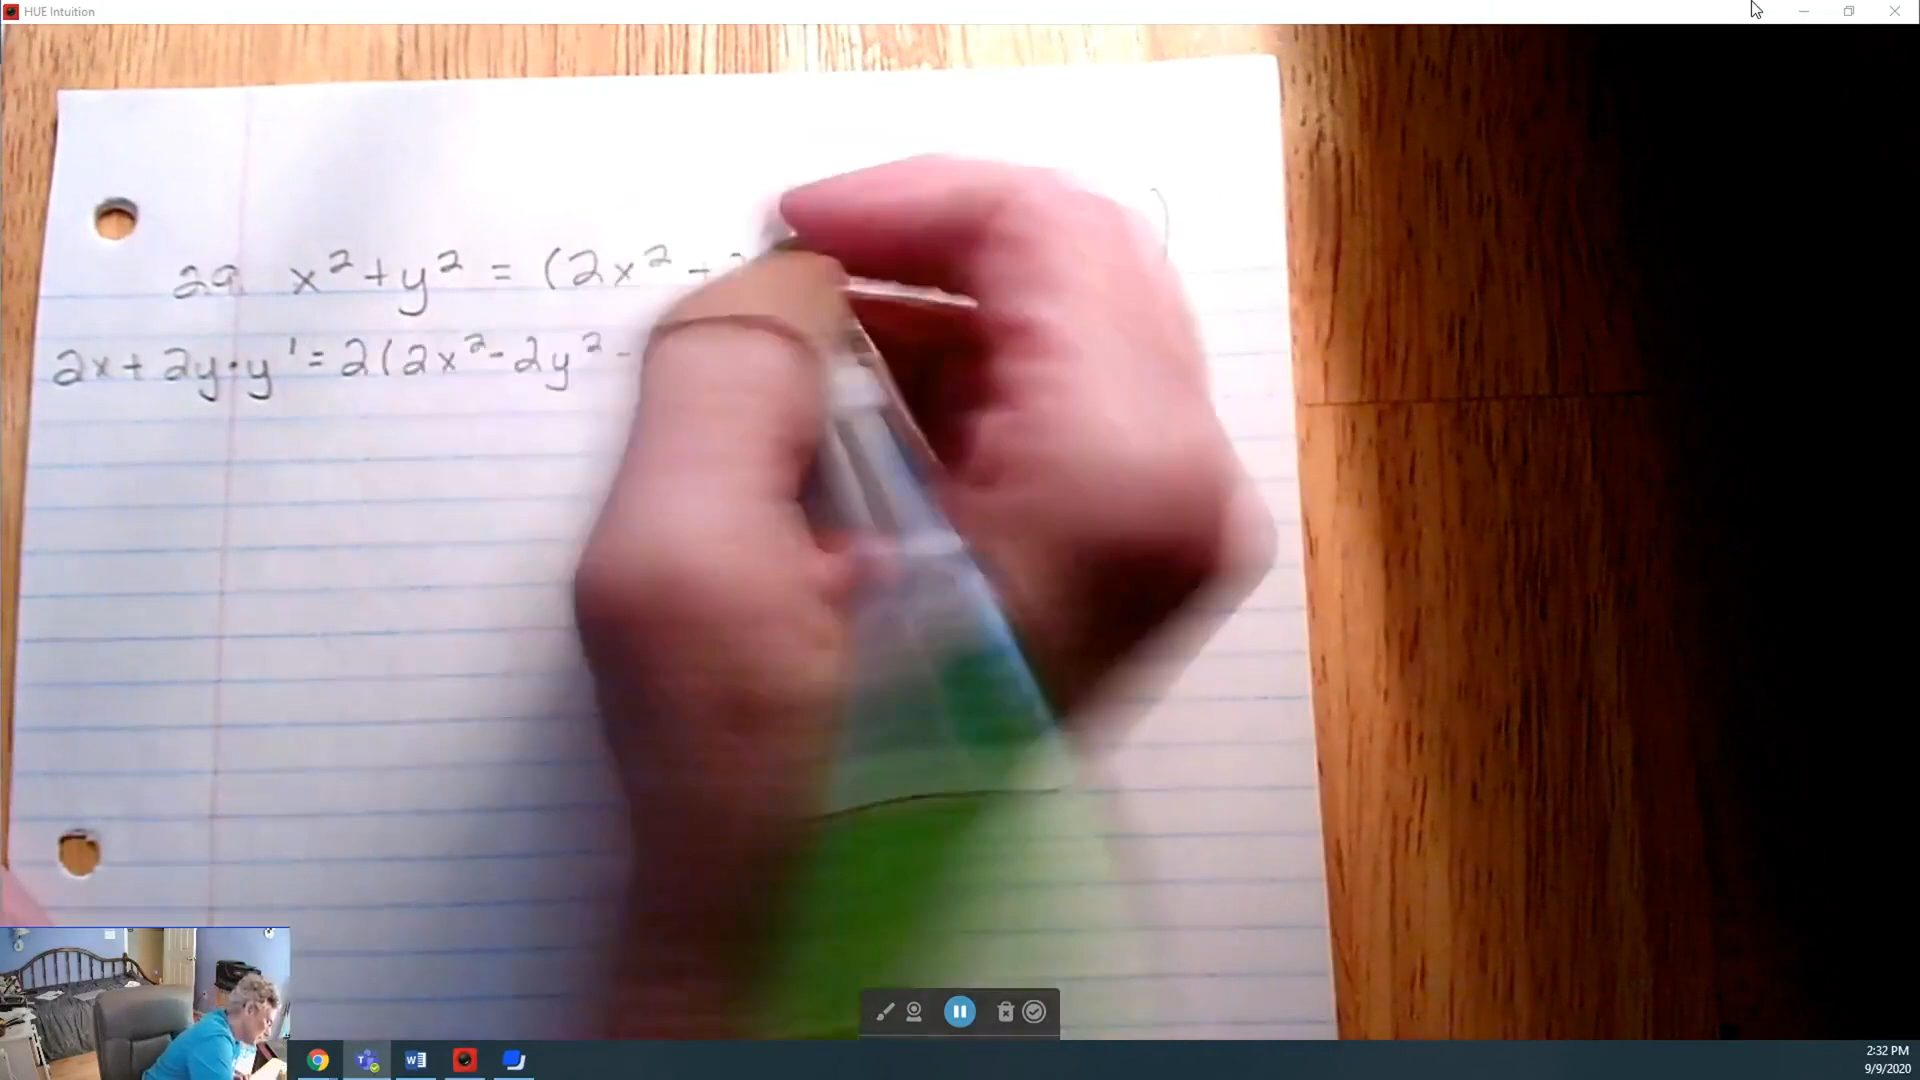 HUE Intuition
29. x² + y² = (2x² +
2x + 2y · y' = 2(2x² - 2y² -
2:32 PM
9/9/2020